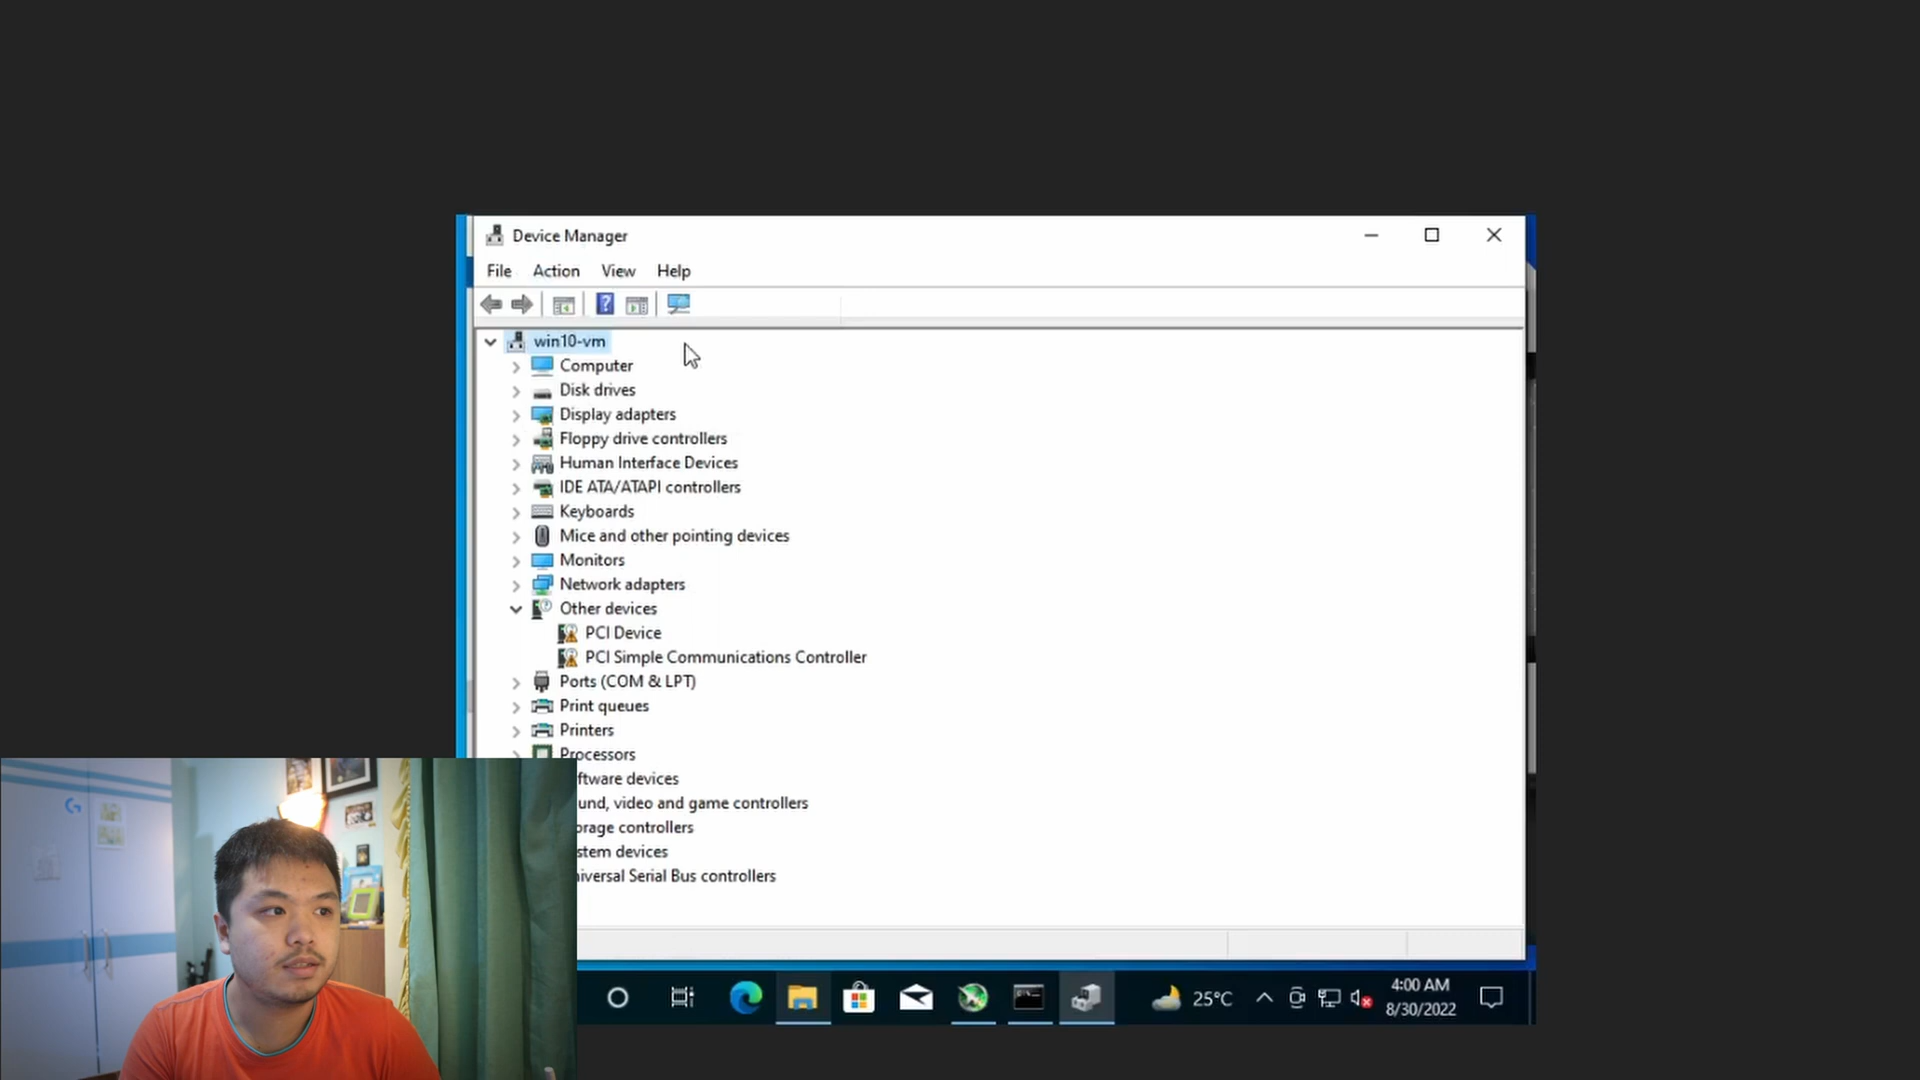 Device Manager
File Action View Help
win10-vm
Computer
Disk drives
Display adapters
Floppy drive controllers
Human Interface Devices
IDE ATA/ATAPI controllers
Keyboards
Mice and other pointing devices
Monitors
Network adapters
Other devices
PCI Device
PCI Simple Communications Controller
Ports (COM & LPT)
Print queues
Printers
Processors
ftware devices
und, video and game controllers
orage controllers
stem devices
iversal Serial Bus controllers
25°C
4:00 AM
8/30/2022